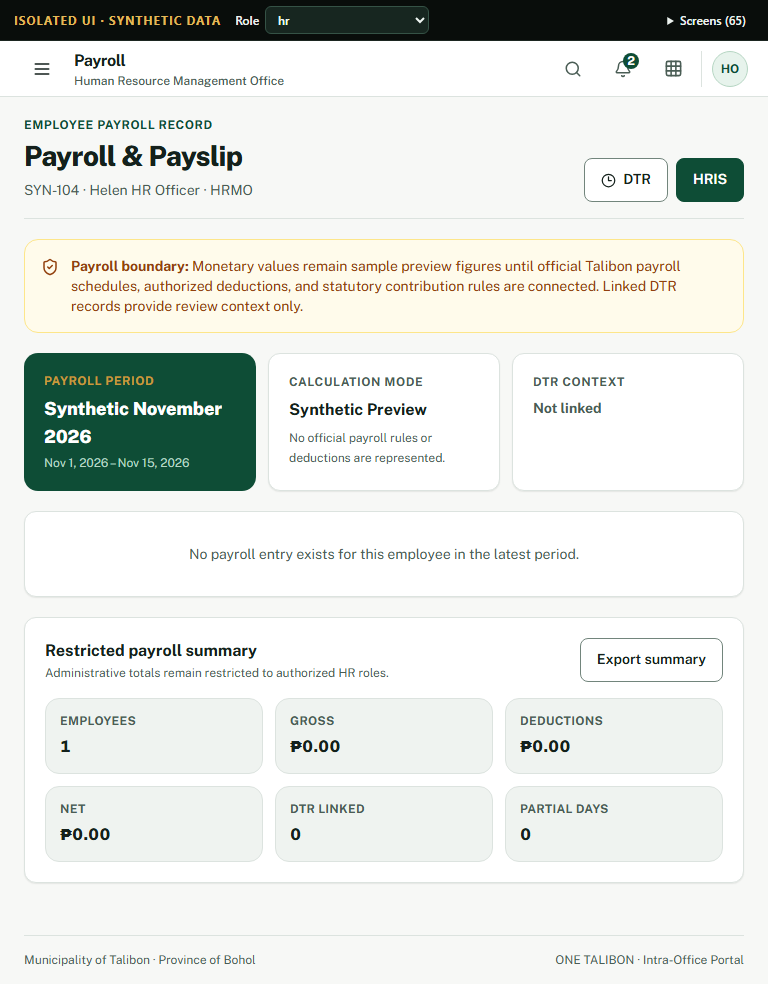 ISOLATED UI · SYNTHETIC DATA Role hr Screens (65)
Payroll
Human Resource Management Office
2
HO
EMPLOYEE PAYROLL RECORD
Payroll & Payslip
SYN-104 · Helen HR Officer · HRMO
DTR
HRIS
Payroll boundary: Monetary values remain sample preview figures until official Talibon payroll
schedules, authorized deductions, and statutory contribution rules are connected. Linked DTR
records provide review context only.
PAYROLL PERIOD
Synthetic November
2026
Nov 1, 2026–Nov 15, 2026
CALCULATION MODE
Synthetic Preview
No official payroll rules or
deductions are represented.
DTR CONTEXT
Not linked
No payroll entry exists for this employee in the latest period.
Restricted payroll summary
Administrative totals remain restricted to authorized HR roles.
Export summary
EMPLOYEES
1
GROSS
₱0.00
DEDUCTIONS
₱0.00
NET
₱0.00
DTR LINKED
0
PARTIAL DAYS
0
Municipality of Talibon · Province of Bohol
ONE TALIBON · Intra-Office Portal